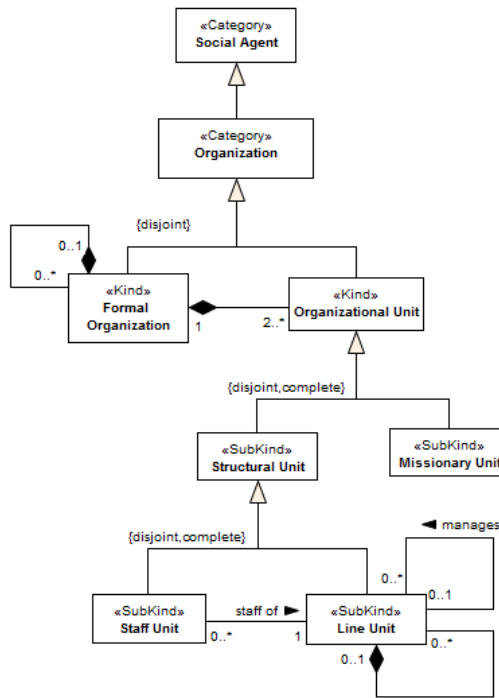 «Category»
Social Agent
«Category»
Organization
{disjoint}
0..1
0..*
«Kind»
Formal
Organization
1
2..*
«Kind»
Organizational Unit
{disjoint,complete}
«SubKind»
Structural Unit
«SubKind»
Missionary Unit
{disjoint,complete}
manages
0..*
0..1
«SubKind»
Staff Unit
staff of
0..*
1
«SubKind»
Line Unit
0..*
0..1